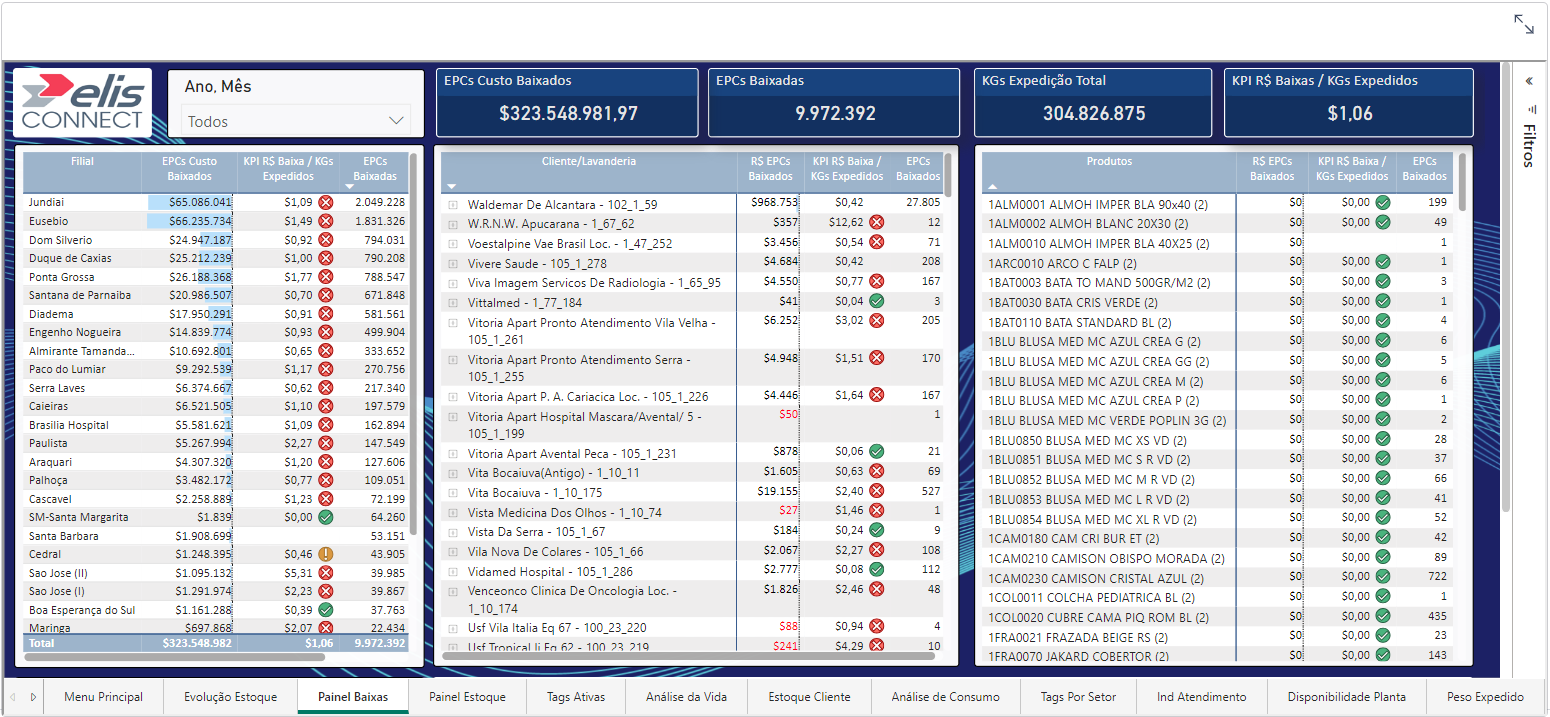 elis
CONNECT
Ano, Mês
Todos
EPCs Custo Baixados
$323.548.981,97
EPCs Baixadas
9.972.392
KGs Expedição Total
304.826.875
KPI R$ Baixas / KGs Expedidos
$1,06
Filtros
Filial EPCs Custo Baixados KPI R$ Baixa / KGs Expedidos EPCs Baixadas
Jundiai $65.086.041 $1,09 2.049.228
Eusebio $66.235.734 $1,49 1.831.326
Dom Silverio $24.947.187 $0,92 794.031
Duque de Caxias $25.212.239 $1,00 790.208
Ponta Grossa $26.188.368 $1,77 788.547
Santana de Parnaiba $20.986.507 $0,70 671.848
Diadema $17.950.291 $0,91 581.561
Engenho Nogueira $14.839.774 $0,93 499.904
Almirante Tamanda... $10.692.801 $0,65 333.652
Paco do Lumiar $9.292.539 $1,17 270.756
Serra Laves $6.374.667 $0,62 217.340
Caieiras $6.521.505 $1,10 197.579
Brasilia Hospital $5.581.621 $1,09 162.894
Paulista $5.267.994 $2,27 147.549
Araquari $4.307.320 $1,20 127.606
Palhoça $3.482.172 $0,77 109.051
Cascavel $2.258.889 $1,23 72.199
SM-Santa Margarita $1.839 $0,00 64.260
Santa Barbara $1.908.699 53.151
Cedral $1.248.395 $0,46 43.905
Sao Jose (II) $1.095.132 $5,31 39.985
Sao Jose (I) $1.291.974 $2,23 39.867
Boa Esperança do Sul $1.161.288 $0,39 37.763
Maringa $697.868 $2,07 22.434
Total $323.548.982 $1,06 9.972.392
Cliente/Lavanderia R$ EPCs Baixados KPI R$ Baixa / KGs Expedidos EPCs Baixados
Waldemar De Alcantara - 102_1_59 $968.753 $0,42 27.805
W.R.N.W. Apucarana - 1_67_62 $357 $12,62 12
Voestalpine Vae Brasil Loc. - 1_47_252 $3.456 $0,54 71
Vivere Saude - 105_1_278 $4.684 $0,42 208
Viva Imagem Servicos De Radiologia - 1_65_95 $4.550 $0,77 167
Vittalmed - 1_77_184 $41 $0,04 3
Vitoria Apart Pronto Atendimento Vila Velha - 105_1_261 $6.252 $3,02 205
Vitoria Apart Pronto Atendimento Serra - 105_1_255 $4.948 $1,51 170
Vitoria Apart P. A. Cariacica Loc. - 105_1_226 $4.446 $1,64 167
Vitoria Apart Hospital Mascara/Avental/ 5 - 105_1_199 $50 1
Vitoria Apart Avental Peca - 105_1_231 $878 $0,06 21
Vita Bocaiuva(Antigo) - 1_10_11 $1.605 $0,63 69
Vita Bocaiuva - 1_10_175 $19.155 $2,40 527
Vista Medicina Dos Olhos - 1_10_74 $27 $1,46 1
Vista Da Serra - 105_1_67 $184 $0,24 9
Vila Nova De Colares - 105_1_66 $2.067 $2,27 108
Vidamed Hospital - 105_1_286 $2.777 $0,08 112
Venceonco Clinica De Oncologia Loc. - 1_10_174 $1.826 $2,46 48
Usf Vila Italia Eq 67 - 100_23_220 $88 $0,94 4
Usf Tropical Ii Eq 62 - 100_23_219 $241 $4,29 10
Produtos R$ EPCs Baixados KPI R$ Baixa / KGs Expedidos EPCs Baixados
1ALM0001 ALMOH IMPER BLA 90x40 (2) $0 $0,00 199
1ALM0002 ALMOH BLANC 20X30 (2) $0 $0,00 49
1ALM0010 ALMOH IMPER BLA 40X25 (2) $0 1
1ARC0010 ARCO C FALP (2) $0 $0,00 1
1BAT0003 BATA TO MAND 500GR/M2 (2) $0 $0,00 3
1BAT0030 BATA CRIS VERDE (2) $0 $0,00 1
1BAT0110 BATA STANDARD BL (2) $0 $0,00 4
1BLU BLUSA MED MC AZUL CREA G (2) $0 $0,00 6
1BLU BLUSA MED MC AZUL CREA GG (2) $0 $0,00 5
1BLU BLUSA MED MC AZUL CREA M (2) $0 $0,00 6
1BLU BLUSA MED MC AZUL CREA P (2) $0 $0,00 1
1BLU BLUSA MED MC VERDE POPLIN 3G (2) $0 $0,00 2
1BLU0850 BLUSA MED MC XS VD (2) $0 $0,00 28
1BLU0851 BLUSA MED MC S R VD (2) $0 $0,00 37
1BLU0852 BLUSA MED MC M R VD (2) $0 $0,00 66
1BLU0853 BLUSA MED MC L R VD (2) $0 $0,00 41
1BLU0854 BLUSA MED MC XL R VD (2) $0 $0,00 52
1CAM0180 CAM CRI BUR ET (2) $0 $0,00 42
1CAM0210 CAMISON OBISPO MORADA (2) $0 $0,00 89
1CAM0230 CAMISON CRISTAL AZUL (2) $0 $0,00 722
1COL0011 COLCHA PEDIATRICA BL (2) $0 $0,00 1
1COL0020 CUBRE CAMA PIQ ROM BL (2) $0 $0,00 435
1FRA0021 FRAZADA BEIGE RS (2) $0 $0,00 23
1FRA0070 JAKARD COBERTOR (2) $0 $0,00 143
Menu Principal
Evolução Estoque
Painel Baixas
Painel Estoque
Tags Ativas
Análise da Vida
Estoque Cliente
Análise de Consumo
Tags Por Setor
Ind Atendimento
Disponibilidade Planta
Peso Expedido